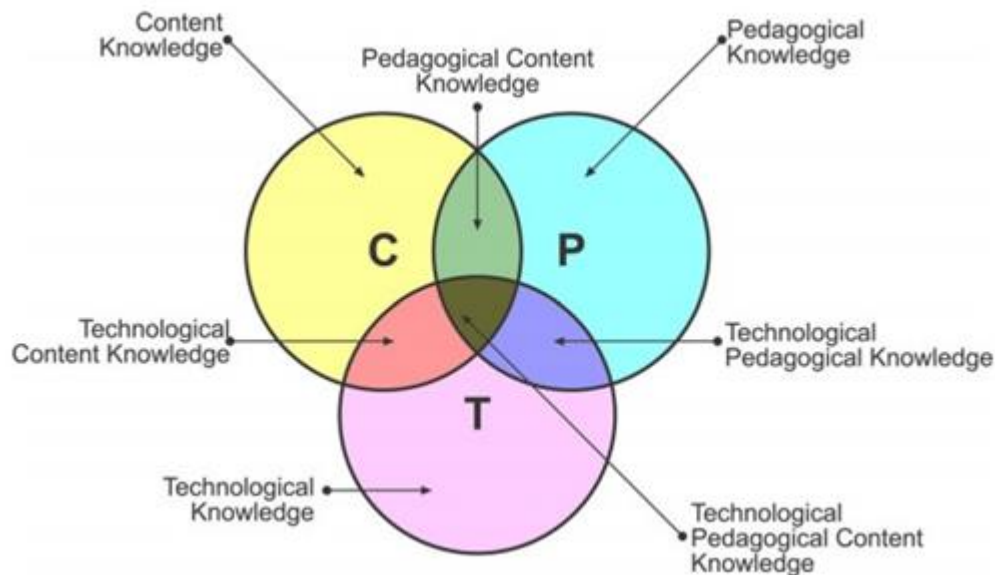 Content
Knowledge
Pedagogical Content
Knowledge
Pedagogical
Knowledge
C
P
Technological
Content Knowledge
Technological
Pedagogical Knowledge
T
Technological
Knowledge
Technological
Pedagogical Content
Knowledge